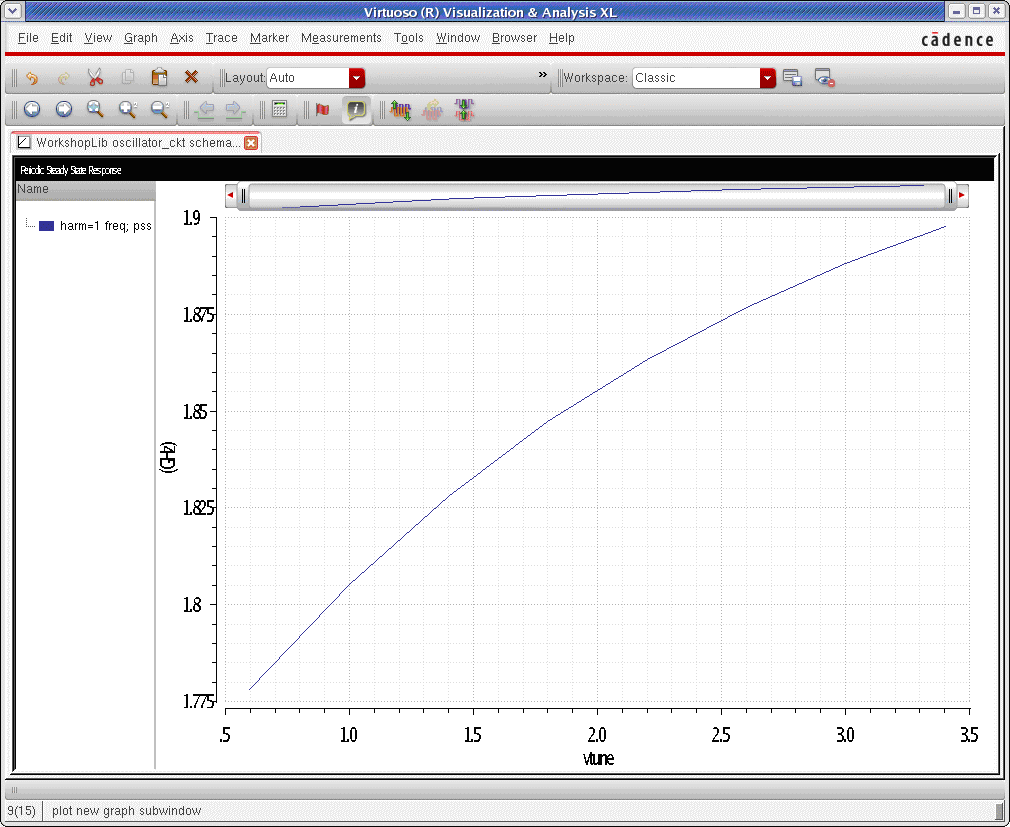 Virtuoso (R) Visualization & Analysis XL
File Edit View Graph Axis Trace Marker Measurements Tools Window Browser Help
cādence
Layout: Auto » Workspace: Classic
WorkshopLib oscillator_ckt schema...
Periodic Steady State Response
Name
harm=1 freq; pss
1.9
1.875
1.85
(GHz)
1.825
1.8
1.775
.5 1.0 1.5 2.0 2.5 3.0 3.5
vtune
9(15) plot new graph subwindow